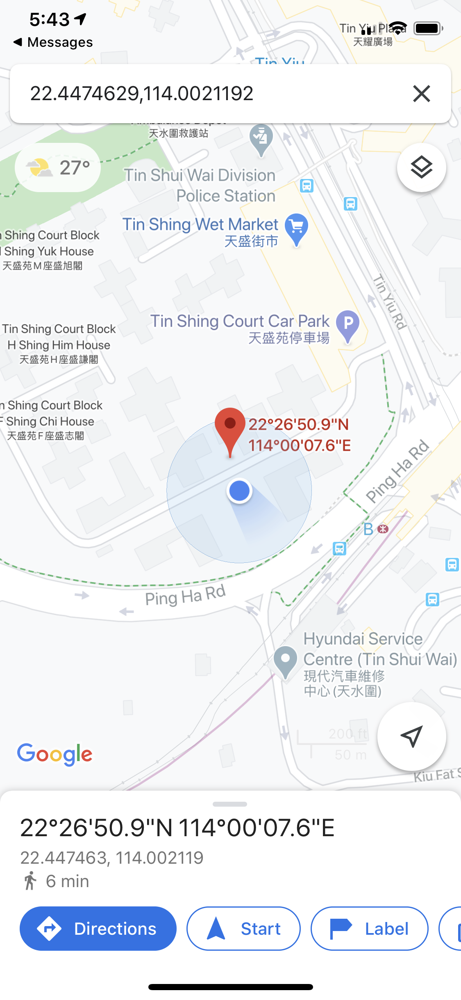 5:43
Messages
Tin Yiu Plaza
天耀廣場
Tin Yiu
22.4474629,114.0021192
Ambulance Depot
天水圍救護站
27°
Tin Shui Wai Division
Police Station
Tin Shing Wet Market
天盛街市
Shing Court Block
Shing Yuk House
天盛苑M座盛旭閣
Tin Yiu Rd
Tin Shing Court Car Park
天盛苑停車場
P
Tin Shing Court Block
H Shing Him House
天盛苑H座盛謙閣
Shing Court Block
F Shing Chi House
天盛苑F座盛志閣
22°26'50.9"N
114°00'07.6"E
Ping Ha Rd
B
Ping Ha Rd
Hyundai Service
Centre (Tin Shui Wai)
現代汽車維修
中心(天水圍)
200 ft
50 m
Google
Kiu Fat S
22°26'50.9"N 114°00'07.6"E
22.447463, 114.002119
6 min
Directions
Start
Label